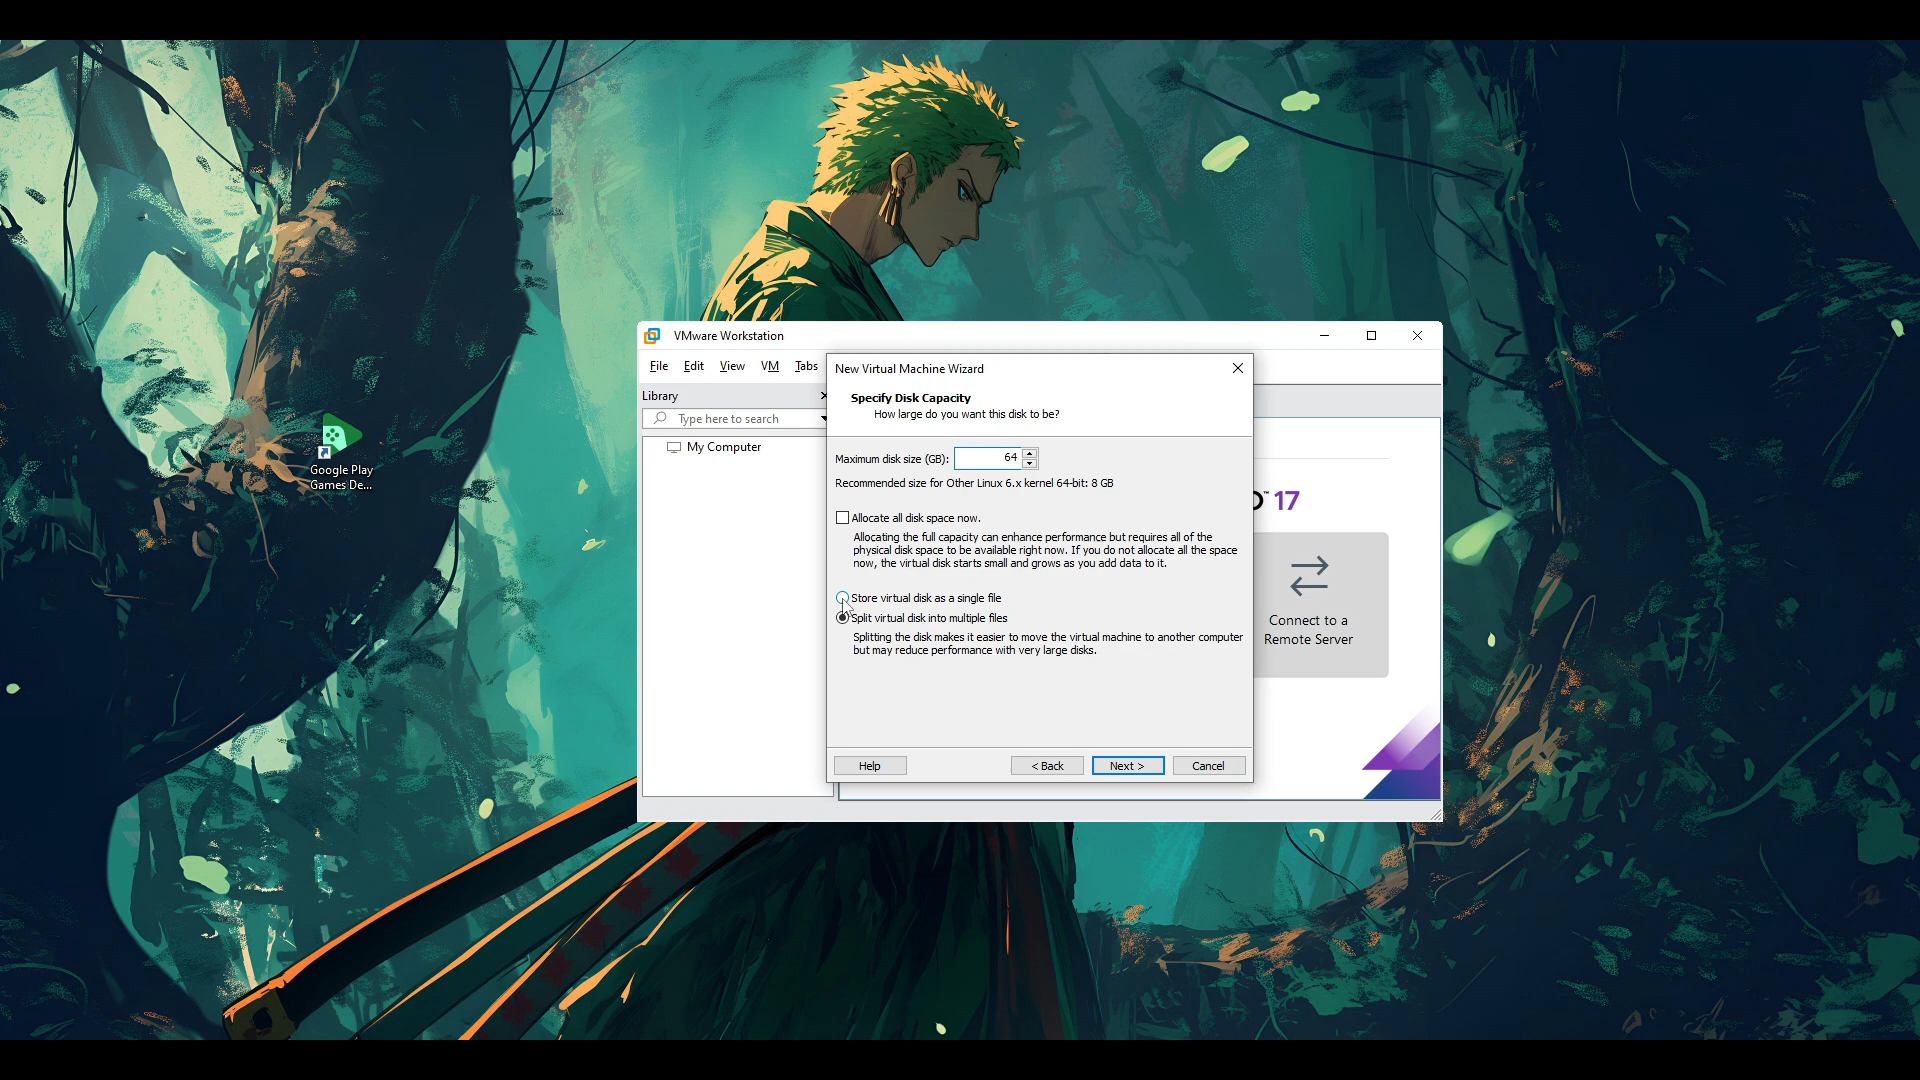 VMware Workstation
File Edit View VM Tabs
New Virtual Machine Wizard
Library
Type here to search
My Computer
Specify Disk Capacity
How large do you want this disk to be?
Maximum disk size (GB): 64
Recommended size for Other Linux 6.x kernel 64-bit: 8 GB
Allocate all disk space now.
Allocating the full capacity can enhance performance but requires all of the
physical disk space to be available right now. If you do not allocate all the space
now, the virtual disk starts small and grows as you add data to it.
Store virtual disk as a single file
Split virtual disk into multiple files
Splitting the disk makes it easier to move the virtual machine to another computer
but may reduce performance with very large disks.
Help
< Back
Next >
Cancel
™ 17
Connect to a
Remote Server
Google Play
Games De...